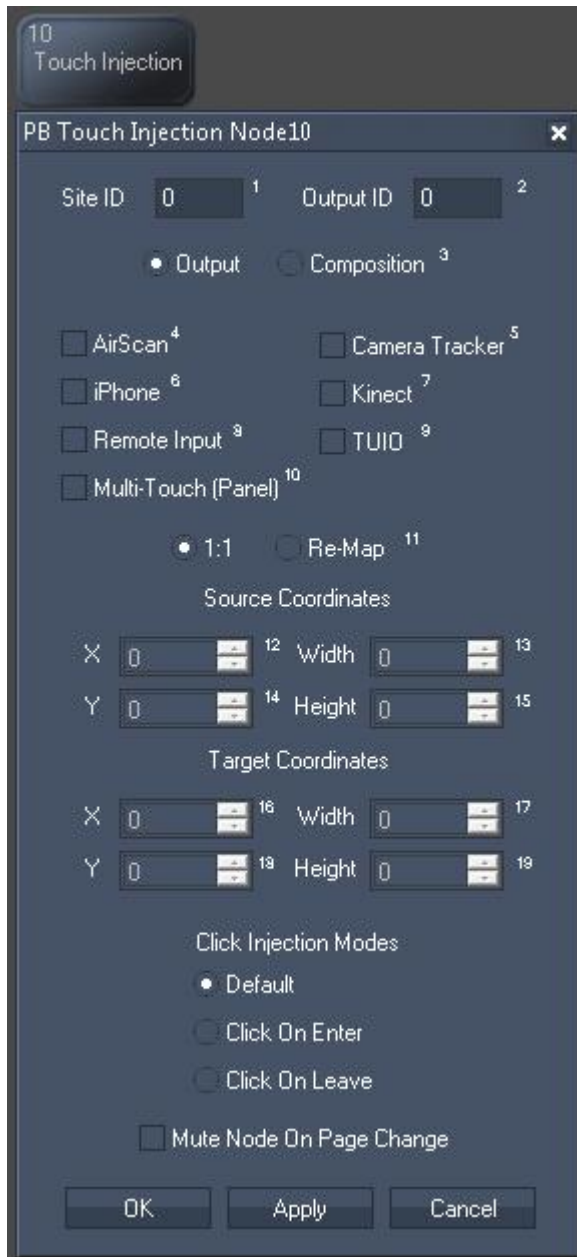 10
Touch Injection
PB Touch Injection Node10
Site ID 0 1 Output ID 0 2
Output Composition 3
AirScan 4 Camera Tracker 5
iPhone 6 Kinect 7
Remote Input 8 TUIO 9
Multi-Touch (Panel) 10
1:1 Re-Map 11
Source Coordinates
X 0 12 Width 0 13
Y 0 14 Height 0 15
Target Coordinates
X 0 16 Width 0 17
Y 0 18 Height 0 19
Click Injection Modes
Default
Click On Enter
Click On Leave
Mute Node On Page Change
OK Apply Cancel